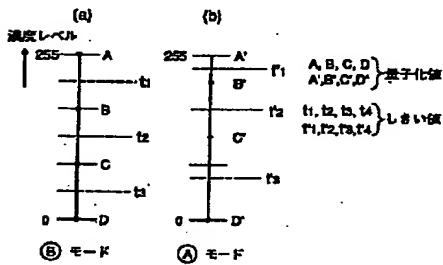 (a)
(b)
濃度レベル
255
A
t1
B
t2
C
t3
0
D
Ⓑ モード
255
A'
t'1
B'
t'2
C'
t'3
0
D'
Ⓐ モード
A, B, C, D
A',B',C',D'
量子化値
t1, t2, t3, t4
t'1,t'2,t'3,t'4
しきい値